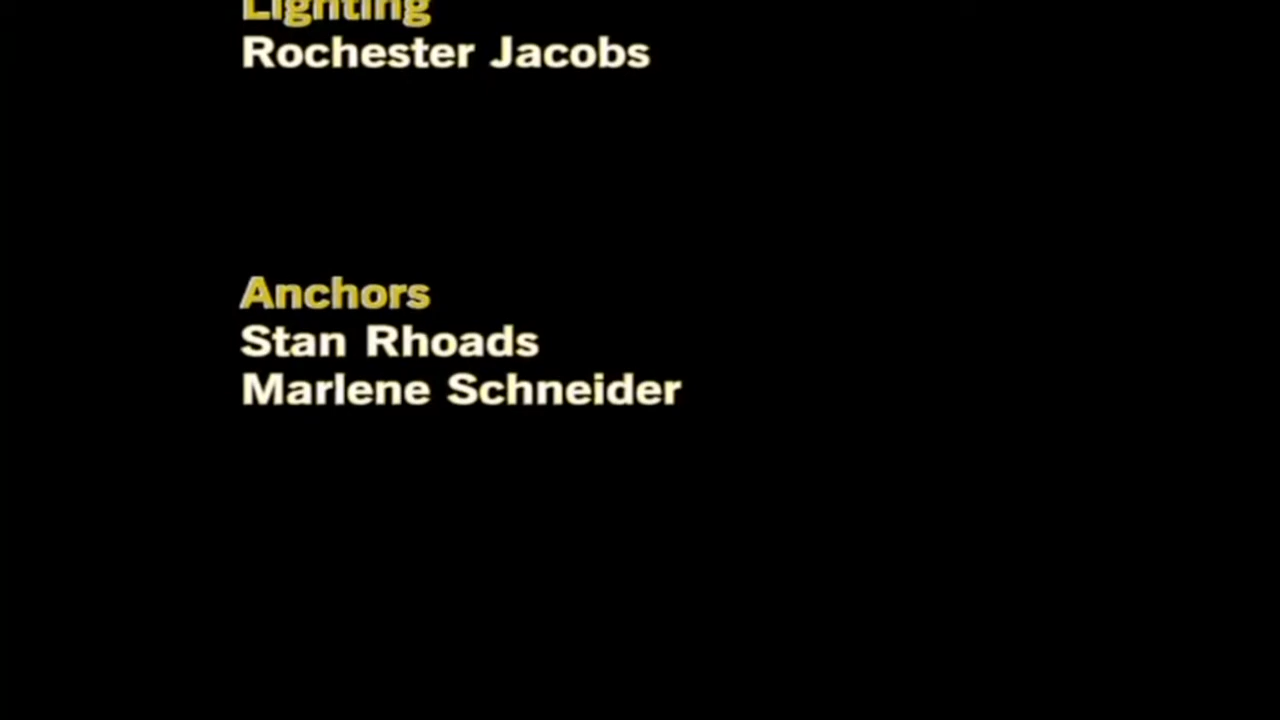 Lighting
Rochester Jacobs
Anchors
Stan Rhoads
Marlene Schneider